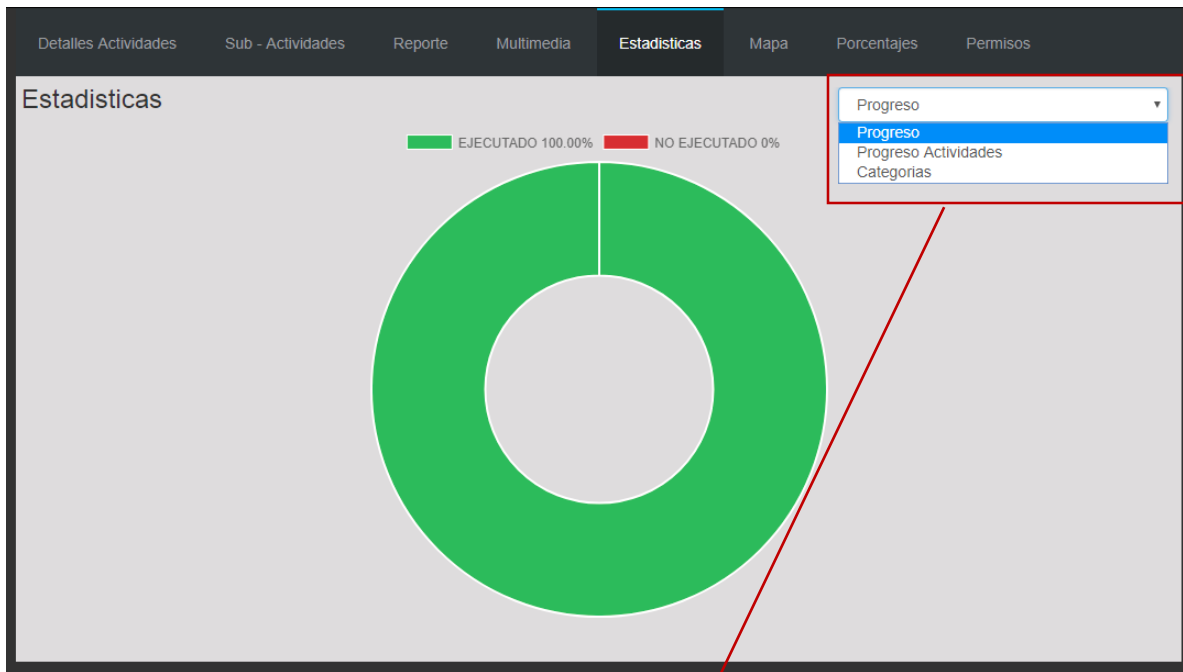 Detalles Actividades Sub - Actividades Reporte Multimedia Estadisticas Mapa Porcentajes Permisos
Estadisticas
Progreso
EJECUTADO 100.00% NO EJECUTADO 0%
Progreso
Progreso Actividades
Categorias